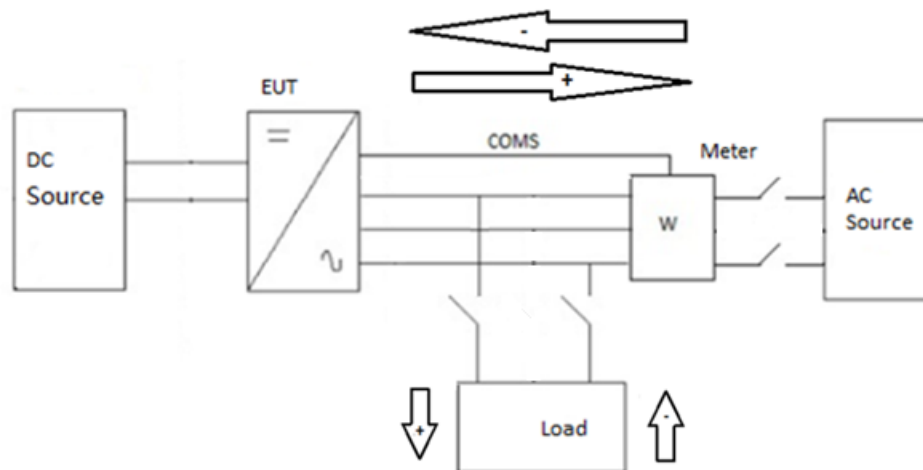 -
+
EUT
COMS
Meter
DC
Source
W
AC
Source
+
Load
-